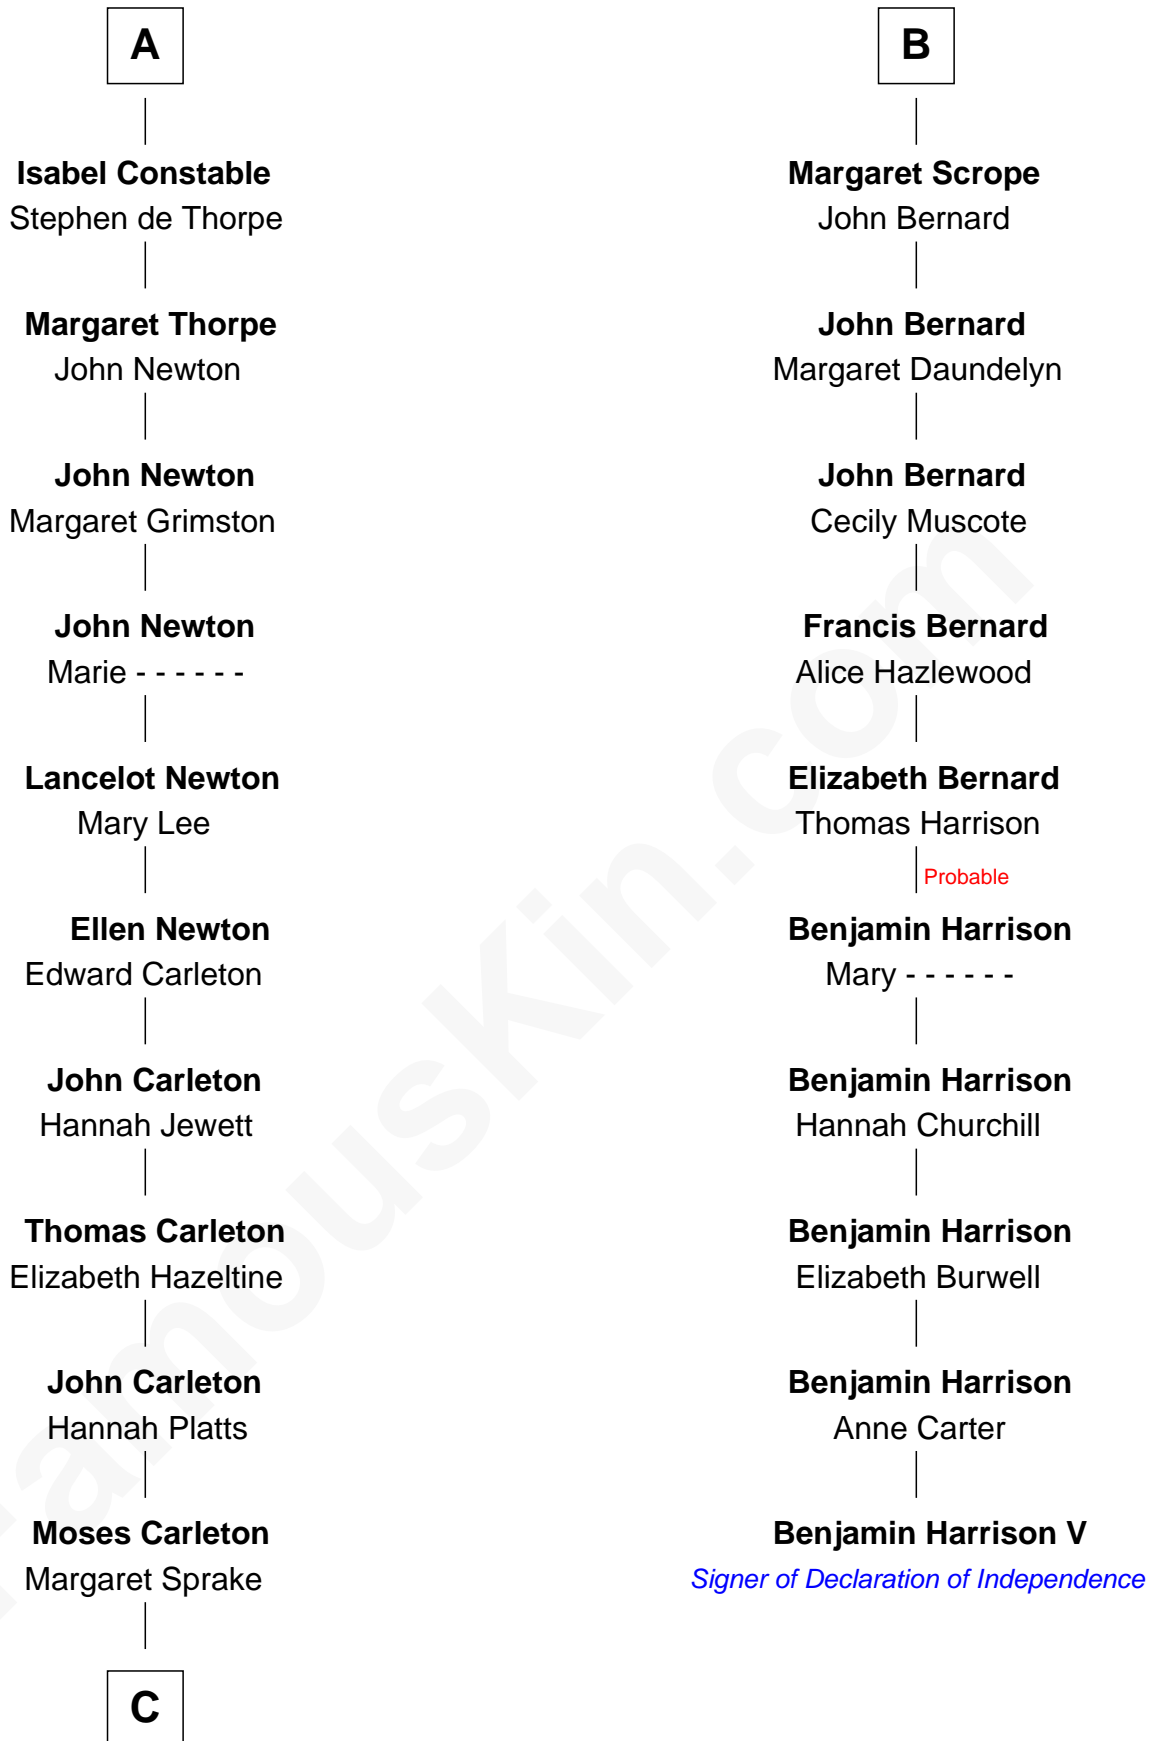 A
Isabel Constable
Stephen de Thorpe
Margaret Thorpe
John Newton
John Newton
Margaret Grimston
John Newton
Marie - - - - - -
Lancelot Newton
Mary Lee
Ellen Newton
Edward Carleton
John Carleton
Hannah Jewett
Thomas Carleton
Elizabeth Hazeltine
John Carleton
Hannah Platts
Moses Carleton
Margaret Sprake
C
B
Margaret Scrope
John Bernard
John Bernard
Margaret Daundelyn
John Bernard
Cecily Muscote
Francis Bernard
Alice Hazlewood
Elizabeth Bernard
Thomas Harrison
Probable
Benjamin Harrison
Mary - - - - - -
Benjamin Harrison
Hannah Churchill
Benjamin Harrison
Elizabeth Burwell
Benjamin Harrison
Anne Carter
Benjamin Harrison V
Signer of Declaration of Independence
FamousKin.com